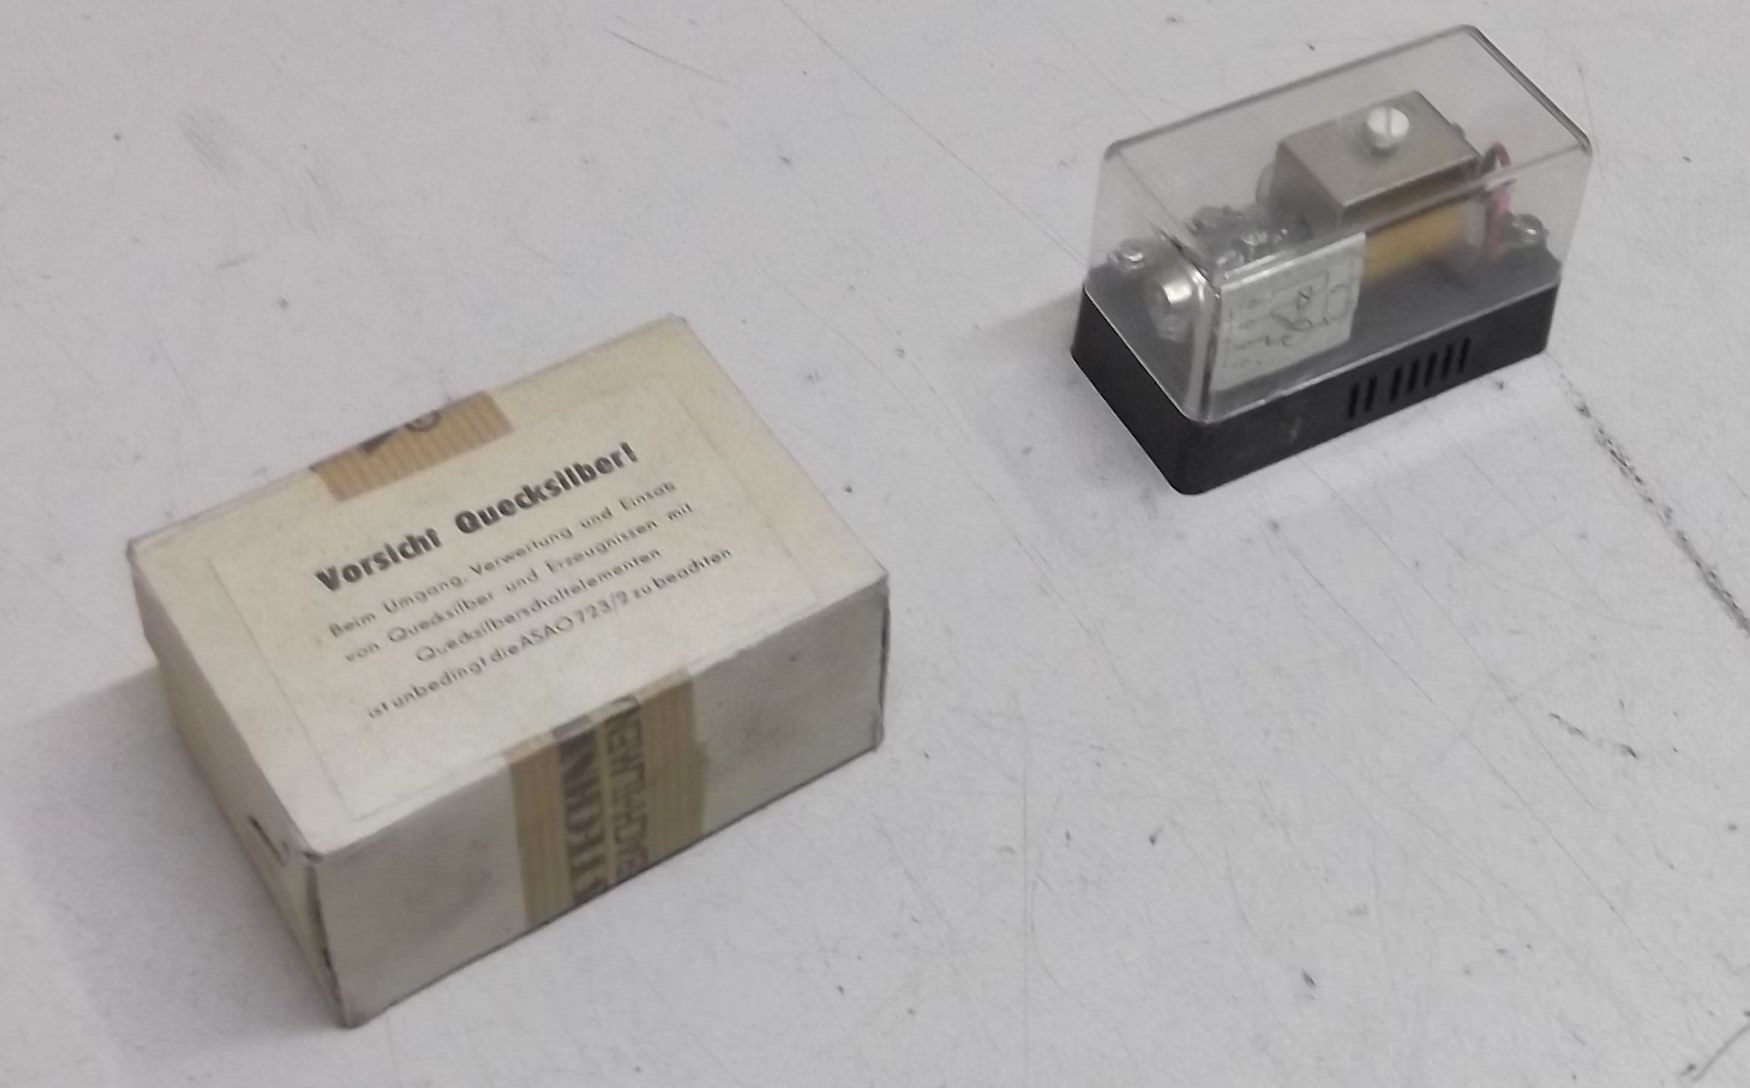 Vorsicht Quecksilber!
Beim Umgang, Verwertung und Einsatz
von Quecksilber und Erzeugnissen mit
Quecksilberschaltelementen
ist unbedingt die ASAO 723/2 zu beachten